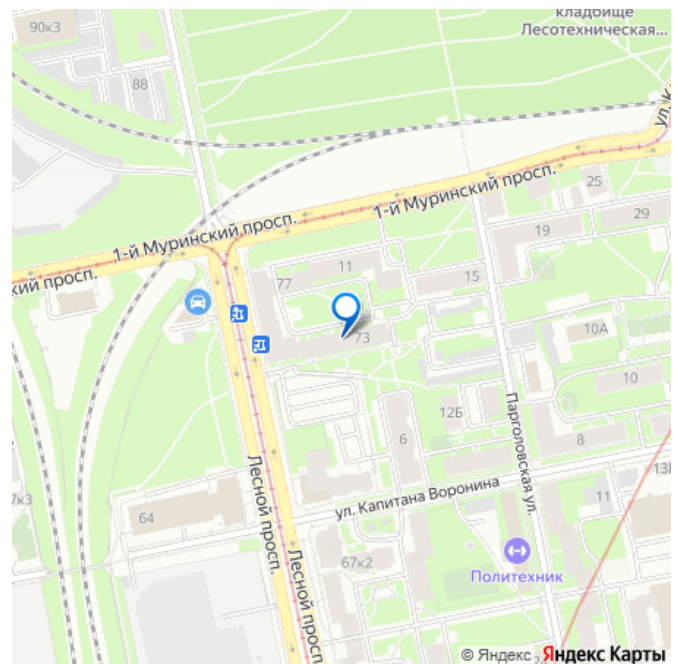 90к3
кладбище
Лесотехническая...
88
ул. К
1-й Муринский просп.
1-й Муринский просп.
кий просп.
25
29
19
11
15
77
73
10А
10
12Б
6
8
Парголовская ул.
13
ул. Капитана Воронина
11
Лесной просп.
64
7к3
67к2
Лесной просп
Политехник
© Яндекс Яндекс Карты
2